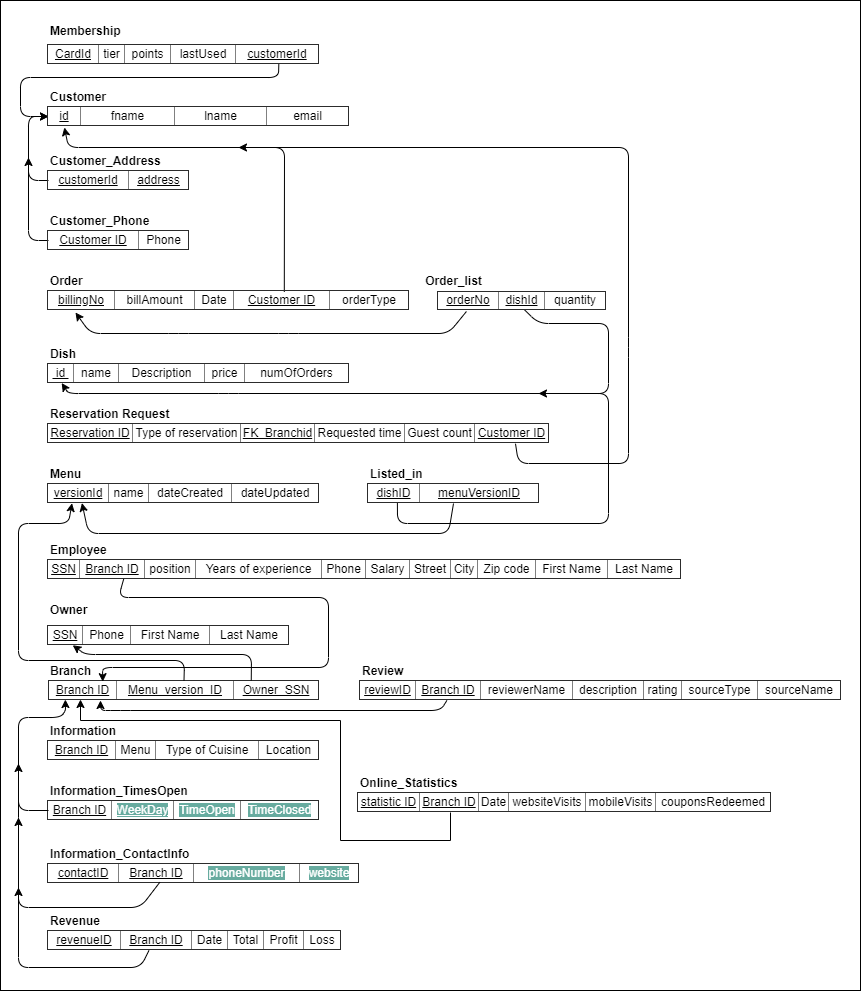 Membership
CardId tier points lastUsed customerId
Customer
id fname lname email
Customer_Address
customerId address
Customer_Phone
Customer ID Phone
Order
billingNo billAmount Date Customer ID orderType
Order_list
orderNo dishId quantity
Dish
id name Description price numOfOrders
Reservation Request
Reservation ID Type of reservation FK_Branchid Requested time Guest count Customer ID
Menu
versionId name dateCreated dateUpdated
Listed_in
dishID menuVersionID
Employee
SSN Branch ID position Years of experience Phone Salary Street City Zip code First Name Last Name
Owner
SSN Phone First Name Last Name
Branch
Branch ID Menu_version_ID Owner_SSN
Review
reviewID Branch ID reviewerName description rating sourceType sourceName
Information
Branch ID Menu Type of Cuisine Location
Information_TimesOpen
Branch ID WeekDay TimeOpen TimeClosed
Online_Statistics
statistic ID Branch ID Date websiteVisits mobileVisits couponsRedeemed
Information_ContactInfo
contactID Branch ID phoneNumber website
Revenue
revenueID Branch ID Date Total Profit Loss